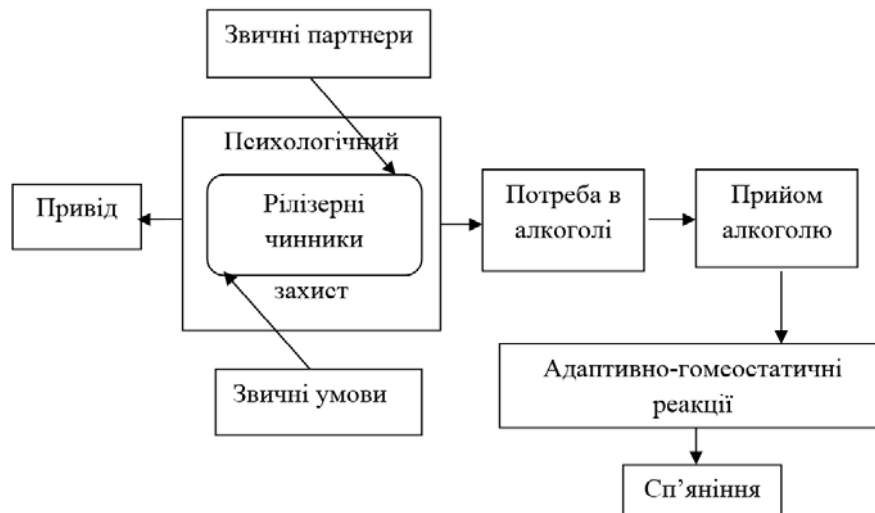 Звичні партнери
Психологічний
Привід
Рілізерні
чинники
захист
Потреба в
алкоголі
Прийом
алкоголю
Звичні умови
Адаптивно-гомеостатичні
реакції
Сп’яніння